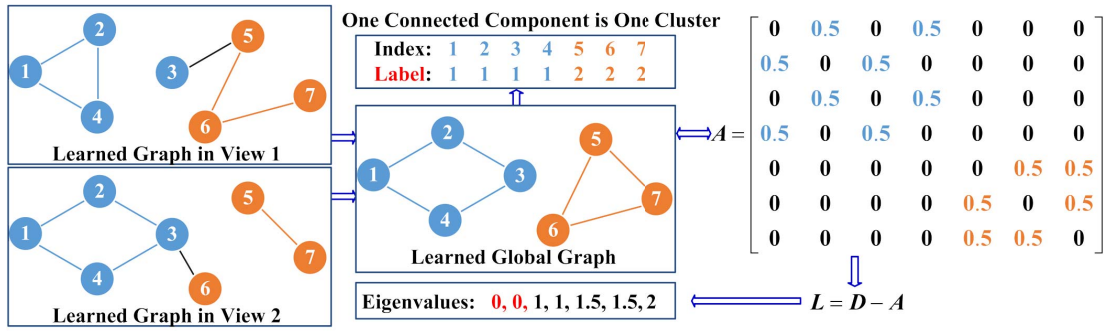 2
1
4
3
5
6
7
Learned Graph in View 1
2
1
3
4
5
6
7
Learned Graph in View 2
One Connected Component is One Cluster
Index: 1 2 3 4 5 6 7
Label: 1 1 1 1 2 2 2
2
1
3
4
5
7
6
Learned Global Graph
Eigenvalues: 0, 0, 1, 1, 1.5, 1.5, 2
A =
0 0.5 0 0.5 0 0 0
0.5 0 0.5 0 0 0 0
0 0.5 0 0.5 0 0 0
0.5 0 0.5 0 0 0 0
0 0 0 0 0 0.5 0.5
0 0 0 0 0.5 0 0.5
0 0 0 0 0.5 0.5 0
L = D − A